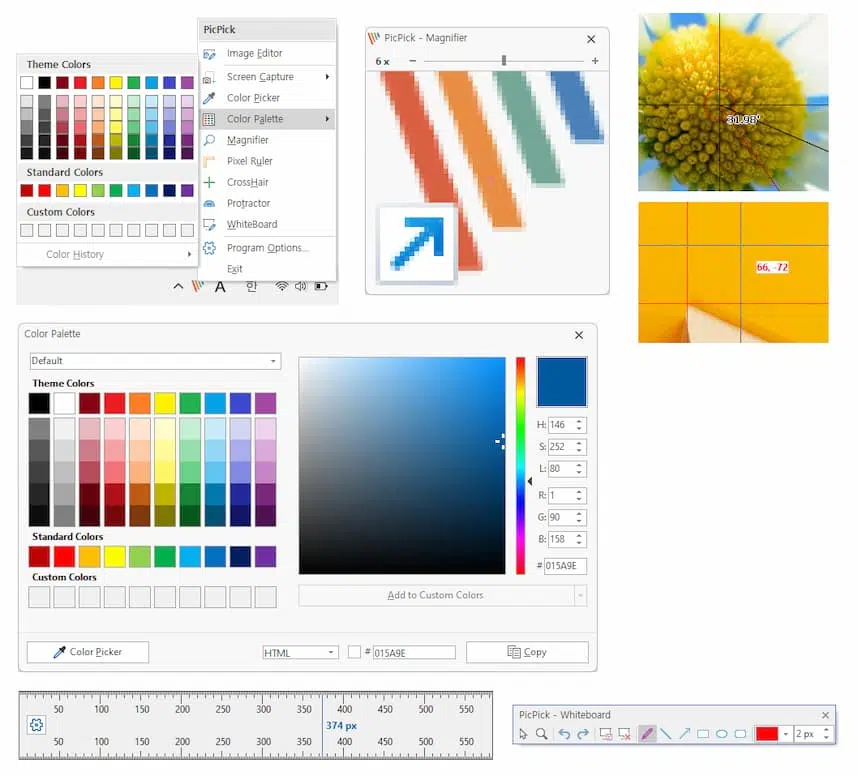 PicPick
Theme Colors
Standard Colors
Custom Colors
Color History
Image Editor
Screen Capture
Color Picker
Color Palette
Magnifier
Pixel Ruler
CrossHair
Protractor
WhiteBoard
Program Options...
Exit
A
한
PicPick - Magnifier
6 x
31.98°
66, -72
Color Palette
Default
Theme Colors
Standard Colors
Custom Colors
H: 146
S: 252
L: 80
R: 1
G: 90
B: 158
# 015A9E
Add to Custom Colors
Color Picker
HTML
# 015A9E
Copy
50 100 150 200 250 300 350 400 450 500 550
374 px
50 100 150 200 250 300 350 400 450 500 550
PicPick - Whiteboard
2 px